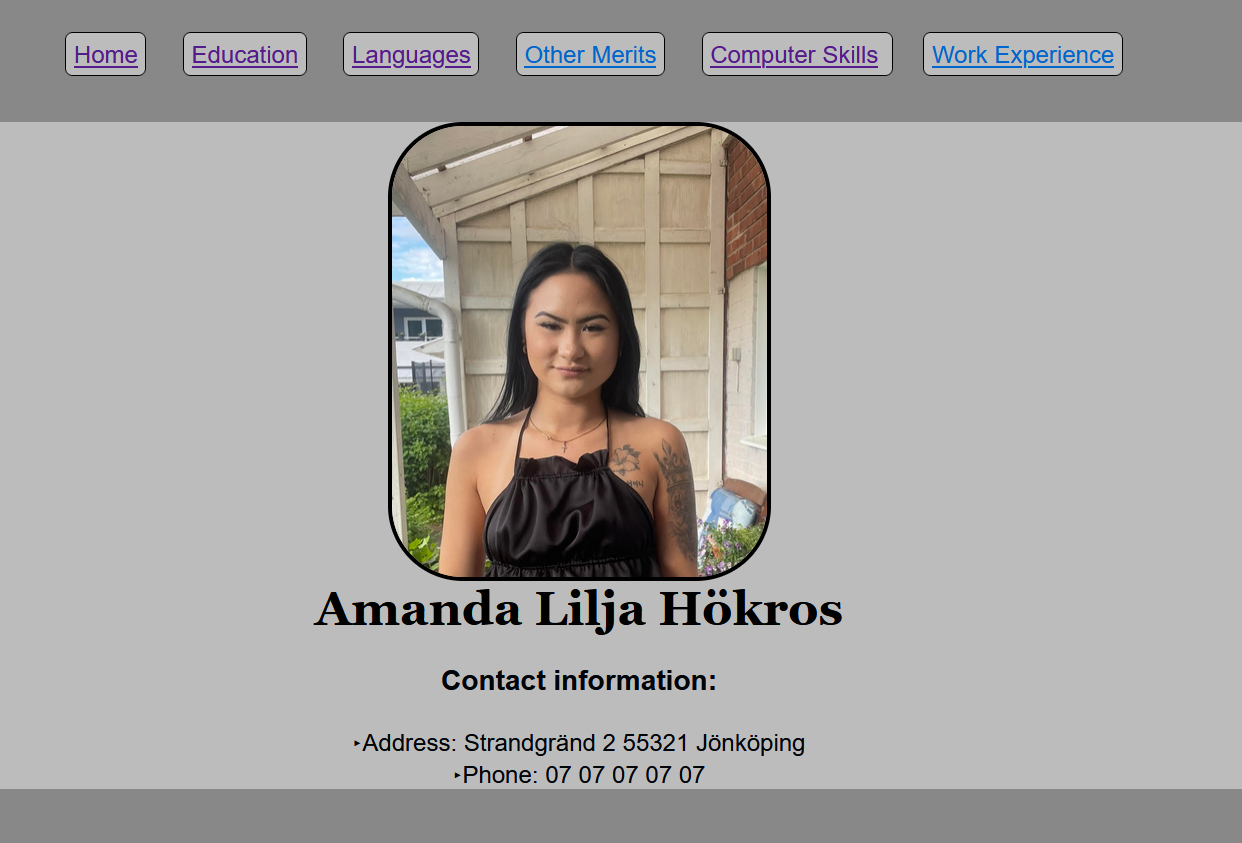 Home Education Languages Other Merits Computer Skills Work Experience
Amanda Lilja Hökros
Contact information:
‣Address: Strandgränd 2 55321 Jönköping
‣Phone: 07 07 07 07 07